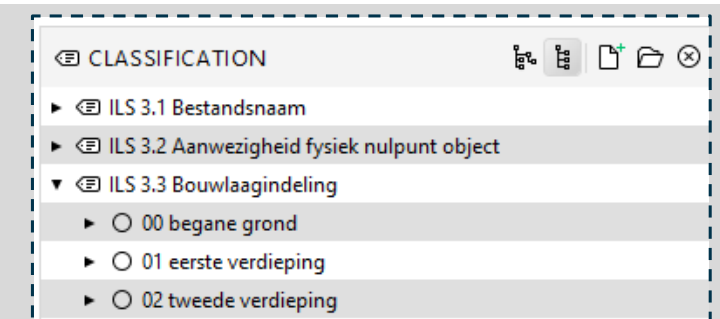 CLASSIFICATION
ILS 3.1 Bestandsnaam
ILS 3.2 Aanwezigheid fysiek nulpunt object
ILS 3.3 Bouwlaagindeling
00 begane grond
01 eerste verdieping
02 tweede verdieping